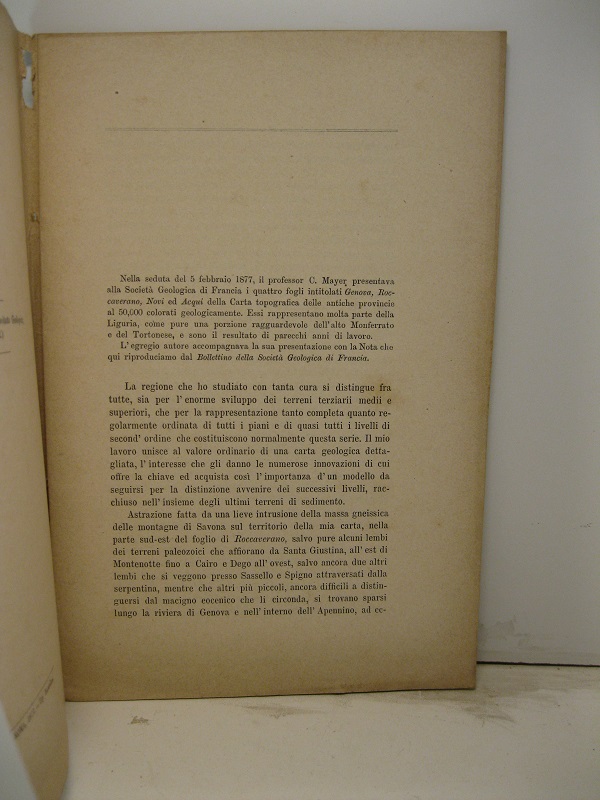 Nella seduta del 5 febbraio 1877, il professor C. Mayer presentava
alla Società Geologica di Francia i quattro fogli intitolati Genova, Roc-
caverano, Novi ed Acqui della Carta topografica delle antiche provincie
al 50,000 colorati geologicamente. Essi rappresentano molta parte della
Liguria, come pure una porzione ragguardevole dell'alto Monferrato
e del Tortonese, e sono il resultato di parecchi anni di lavoro.
L'egregio autore accompagnava la sua presentazione con la Nota che
qui riproduciamo dal Bollettino della Società Geologica di Francia.
La regione che ho studiato con tanta cura si distingue fra
tutte, sia per l'enorme sviluppo dei terreni terziarii medii e
superiori, che per la rappresentazione tanto completa quanto re-
golarmente ordinata di tutti i piani e di quasi tutti i livelli di
second' ordine che costituiscono normalmente questa serie. Il mio
lavoro unisce al valore ordinario di una carta geologica detta-
gliata, l'interesse che gli danno le numerose innovazioni di cui
offre la chiave ed acquista così l'importanza d'un modello da
seguirsi per la distinzione avvenire dei successivi livelli, rac-
chiuso nell'insieme degli ultimi terreni di sedimento.
Astrazione fatta da una lieve intrusione della massa gneissica
delle montagne di Savona sul territorio della mia carta, nella
parte sud-est del foglio di Roccaverano, salvo pure alcuni lembi
dei terreni paleozoici che affiorano da Santa Giustina, all'est di
Montenotte fino a Cairo e Dego all'ovest, salvo ancora due altri
lembi che si veggono presso Sassello e Spigno attraversati dalla
serpentina, mentre che altri più piccoli, ancora difficili a distin-
guersi dal macigno eocenico che li circonda, si trovano sparsi
lungo la riviera di Genova e nell'interno dell'Apennino, ad ec-